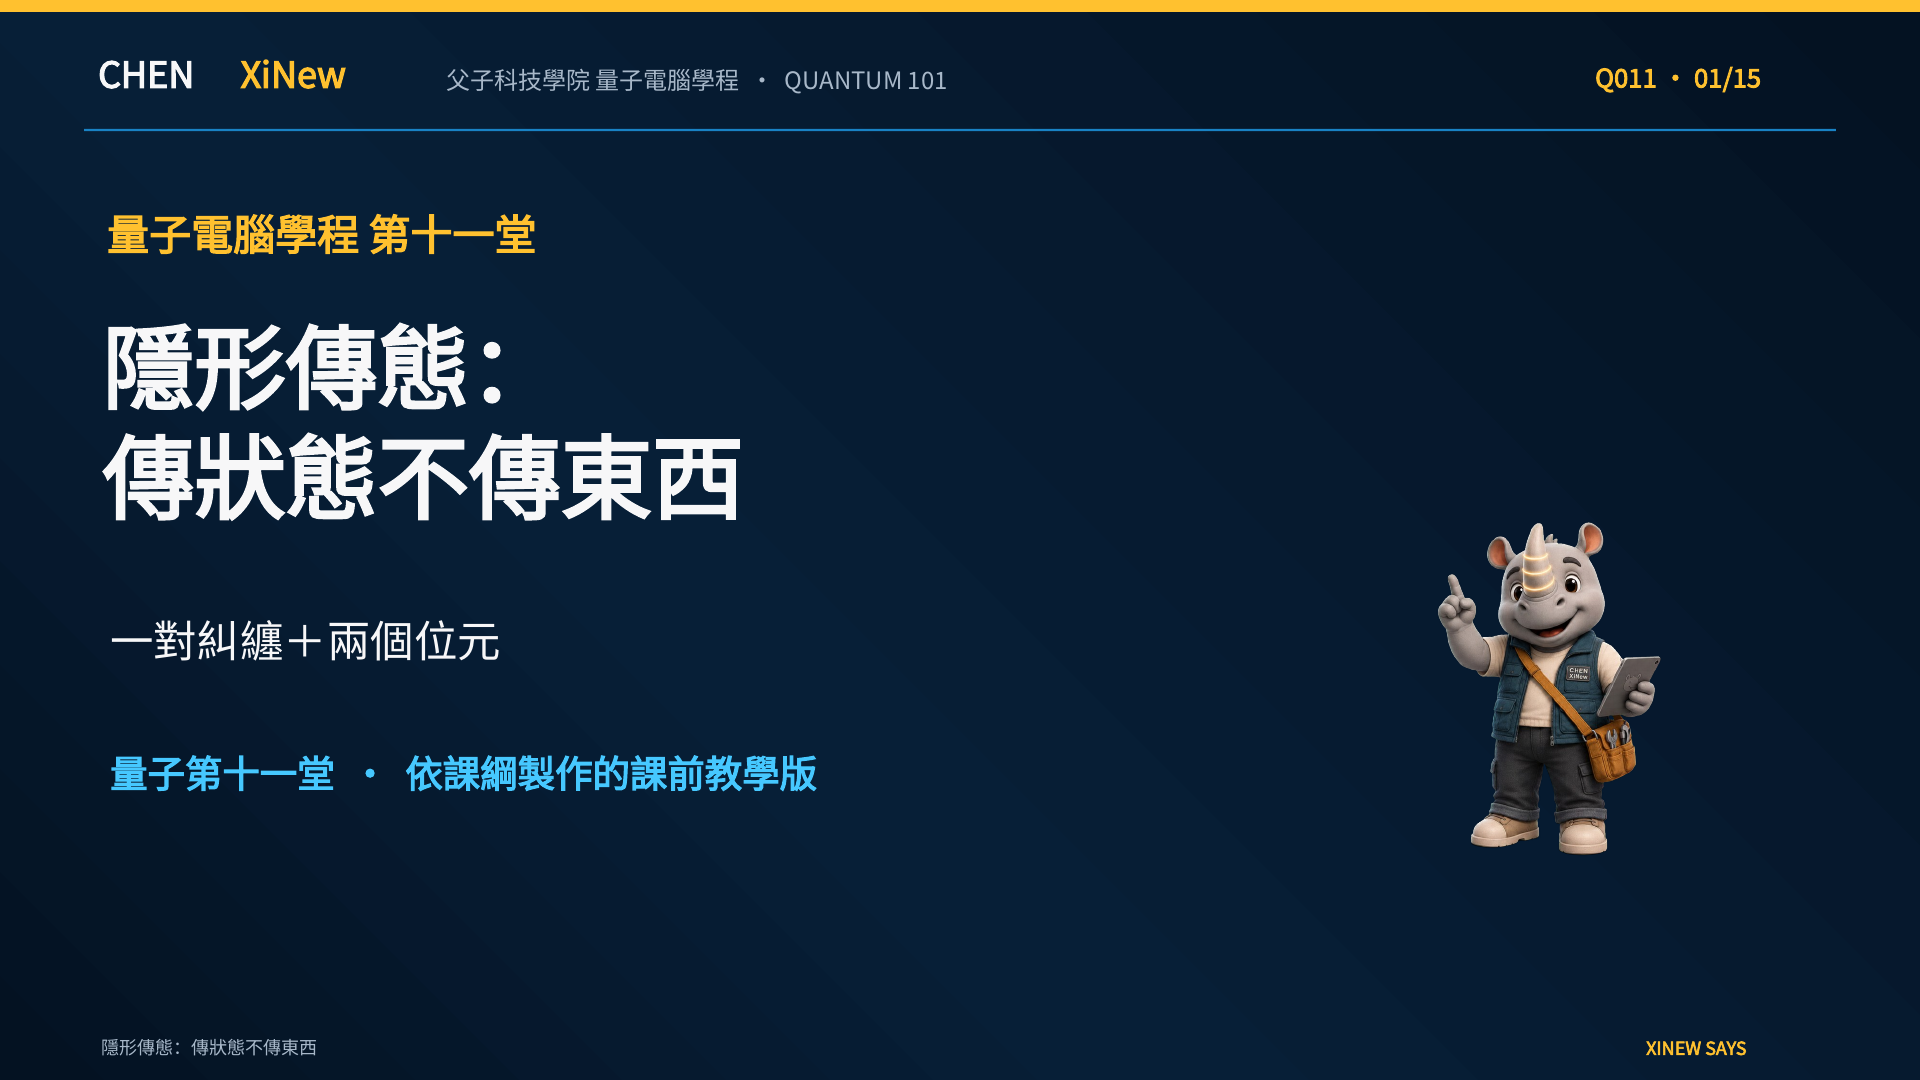 CHEN XiNew 父子科技學院 量子電腦學程 • QUANTUM 101 Q011 • 01/15
量子電腦學程 第十一堂
隱形傳態：
傳狀態不傳東西
一對糾纏＋兩個位元
量子第十一堂 • 依課綱製作的課前教學版
CHEN
XiNew
隱形傳態：傳狀態不傳東西 XINEW SAYS